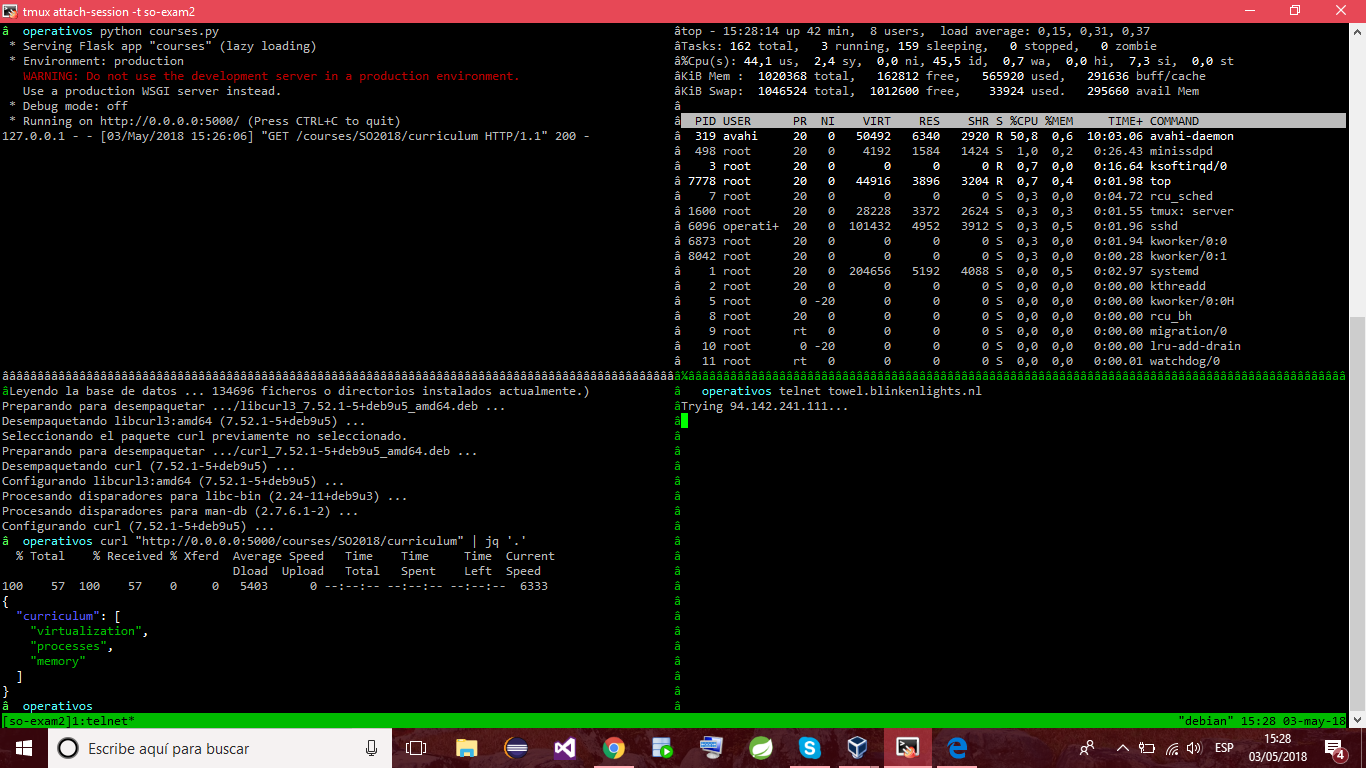 tmux attach-session -t so-exam2
â  operativos python courses.py
 * Serving Flask app "courses" (lazy loading)
 * Environment: production
   WARNING: Do not use the development server in a production environment.
   Use a production WSGI server instead.
 * Debug mode: off
 * Running on http://0.0.0.0:5000/ (Press CTRL+C to quit)
127.0.0.1 - - [03/May/2018 15:26:06] "GET /courses/SO2018/curriculum HTTP/1.1" 200 -
âtop - 15:28:14 up 42 min,  8 users,  load average: 0,15, 0,31, 0,37
âTasks: 162 total,   3 running, 159 sleeping,   0 stopped,   0 zombie
â%Cpu(s): 44,1 us,  2,4 sy,  0,0 ni, 45,5 id,  0,7 wa,  0,0 hi,  7,3 si,  0,0 st
âKiB Mem :  1020368 total,   162812 free,   565920 used,   291636 buff/cache
âKiB Swap:  1046524 total,  1012600 free,    33924 used.   295660 avail Mem
â
â  PID USER      PR  NI    VIRT    RES    SHR S %CPU %MEM     TIME+ COMMAND
â  319 avahi     20   0   50492   6340   2920 R 50,8  0,6  10:03.06 avahi-daemon
â  498 root      20   0    4192   1584   1424 S  1,0  0,2   0:26.43 minissdpd
â    3 root      20   0       0      0      0 R  0,7  0,0   0:16.64 ksoftirqd/0
â 7778 root      20   0   44916   3896   3204 R  0,7  0,4   0:01.98 top
â    7 root      20   0       0      0      0 S  0,3  0,0   0:04.72 rcu_sched
â 1600 root      20   0   28228   3372   2624 S  0,3  0,3   0:01.55 tmux: server
â 6096 operati+  20   0  101432   4952   3912 S  0,3  0,5   0:01.96 sshd
â 6873 root      20   0       0      0      0 S  0,3  0,0   0:01.94 kworker/0:0
â 8042 root      20   0       0      0      0 S  0,3  0,0   0:00.28 kworker/0:1
â    1 root      20   0  204656   5192   4088 S  0,0  0,5   0:02.97 systemd
â    2 root      20   0       0      0      0 S  0,0  0,0   0:00.00 kthreadd
â    5 root       0 -20       0      0      0 S  0,0  0,0   0:00.00 kworker/0:0H
â    8 root      20   0       0      0      0 S  0,0  0,0   0:00.00 rcu_bh
â    9 root      rt   0       0      0      0 S  0,0  0,0   0:00.00 migration/0
â   10 root       0 -20       0      0      0 S  0,0  0,0   0:00.00 lru-add-drain
â   11 root      rt   0       0      0      0 S  0,0  0,0   0:00.01 watchdog/0
âLeyendo la base de datos ... 134696 ficheros o directorios instalados actualmente.)
Preparando para desempaquetar .../libcurl3_7.52.1-5+deb9u5_amd64.deb ...
Desempaquetando libcurl3:amd64 (7.52.1-5+deb9u5) ...
Seleccionando el paquete curl previamente no seleccionado.
Preparando para desempaquetar .../curl_7.52.1-5+deb9u5_amd64.deb ...
Desempaquetando curl (7.52.1-5+deb9u5) ...
Configurando libcurl3:amd64 (7.52.1-5+deb9u5) ...
Procesando disparadores para libc-bin (2.24-11+deb9u3) ...
Procesando disparadores para man-db (2.7.6.1-2) ...
Configurando curl (7.52.1-5+deb9u5) ...
â  operativos curl "http://0.0.0.0:5000/courses/SO2018/curriculum" | jq '.'
  % Total    % Received % Xferd  Average Speed   Time    Time     Time  Current
                                 Dload  Upload   Total   Spent    Left  Speed
100    57  100    57    0     0   5403      0 --:--:-- --:--:-- --:--:--  6333
{
  "curriculum": [
    "virtualization",
    "processes",
    "memory"
  ]
}
â  operativos
â   operativos telnet towel.blinkenlights.nl
âTrying 94.142.241.111...
[so-exam2]1:telnet*
"debian" 15:28 03-may-18
Escribe aquí para buscar
ESP
15:28
03/05/2018
4